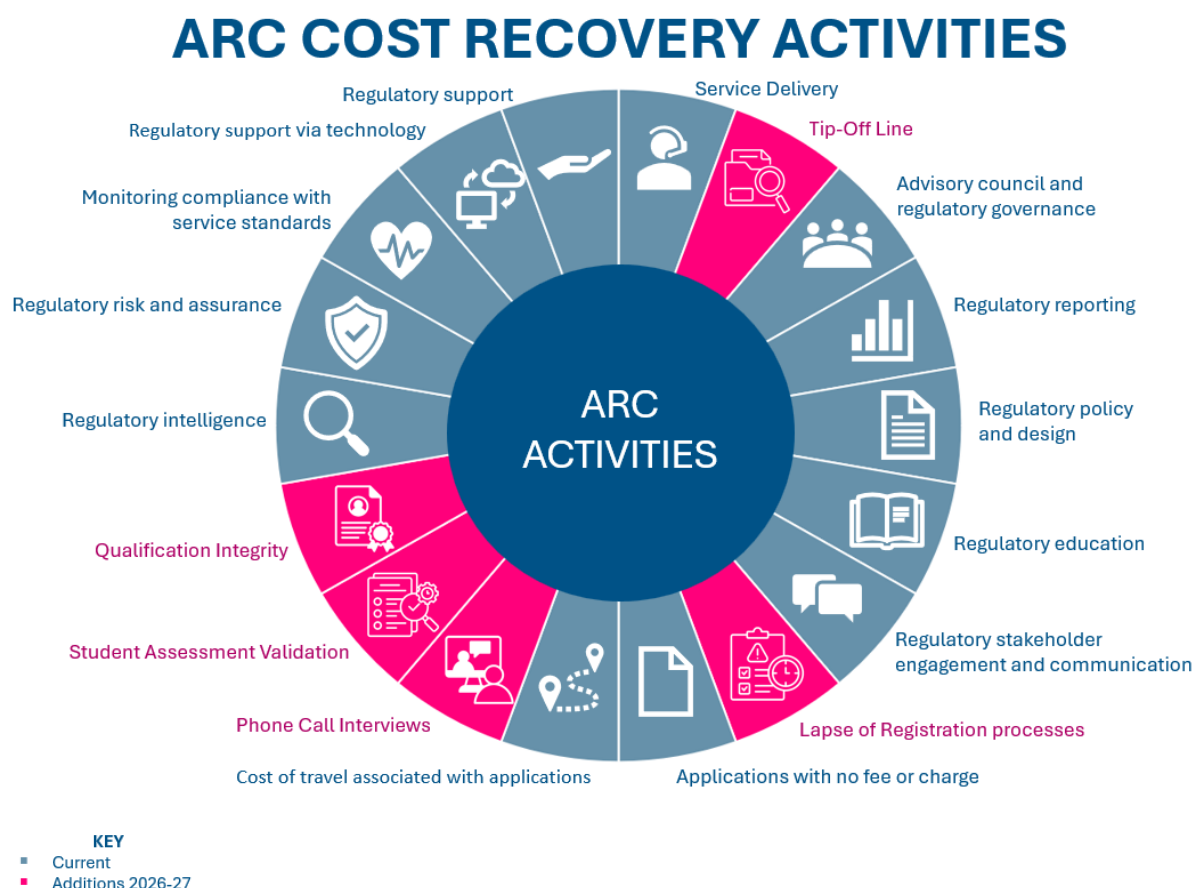 ARC COST RECOVERY ACTIVITIES
Service Delivery
Tip-Off Line
Advisory council and
regulatory governance
Regulatory reporting
Regulatory policy
and design
Regulatory education
Regulatory stakeholder
engagement and communication
Lapse of Registration processes
Applications with no fee or charge
Cost of travel associated with applications
Phone Call Interviews
Student Assessment Validation
Qualification Integrity
Regulatory intelligence
Regulatory risk and assurance
Monitoring compliance with
service standards
Regulatory support via technology
Regulatory support
ARC
ACTIVITIES
KEY
Current
Additions 2026-27